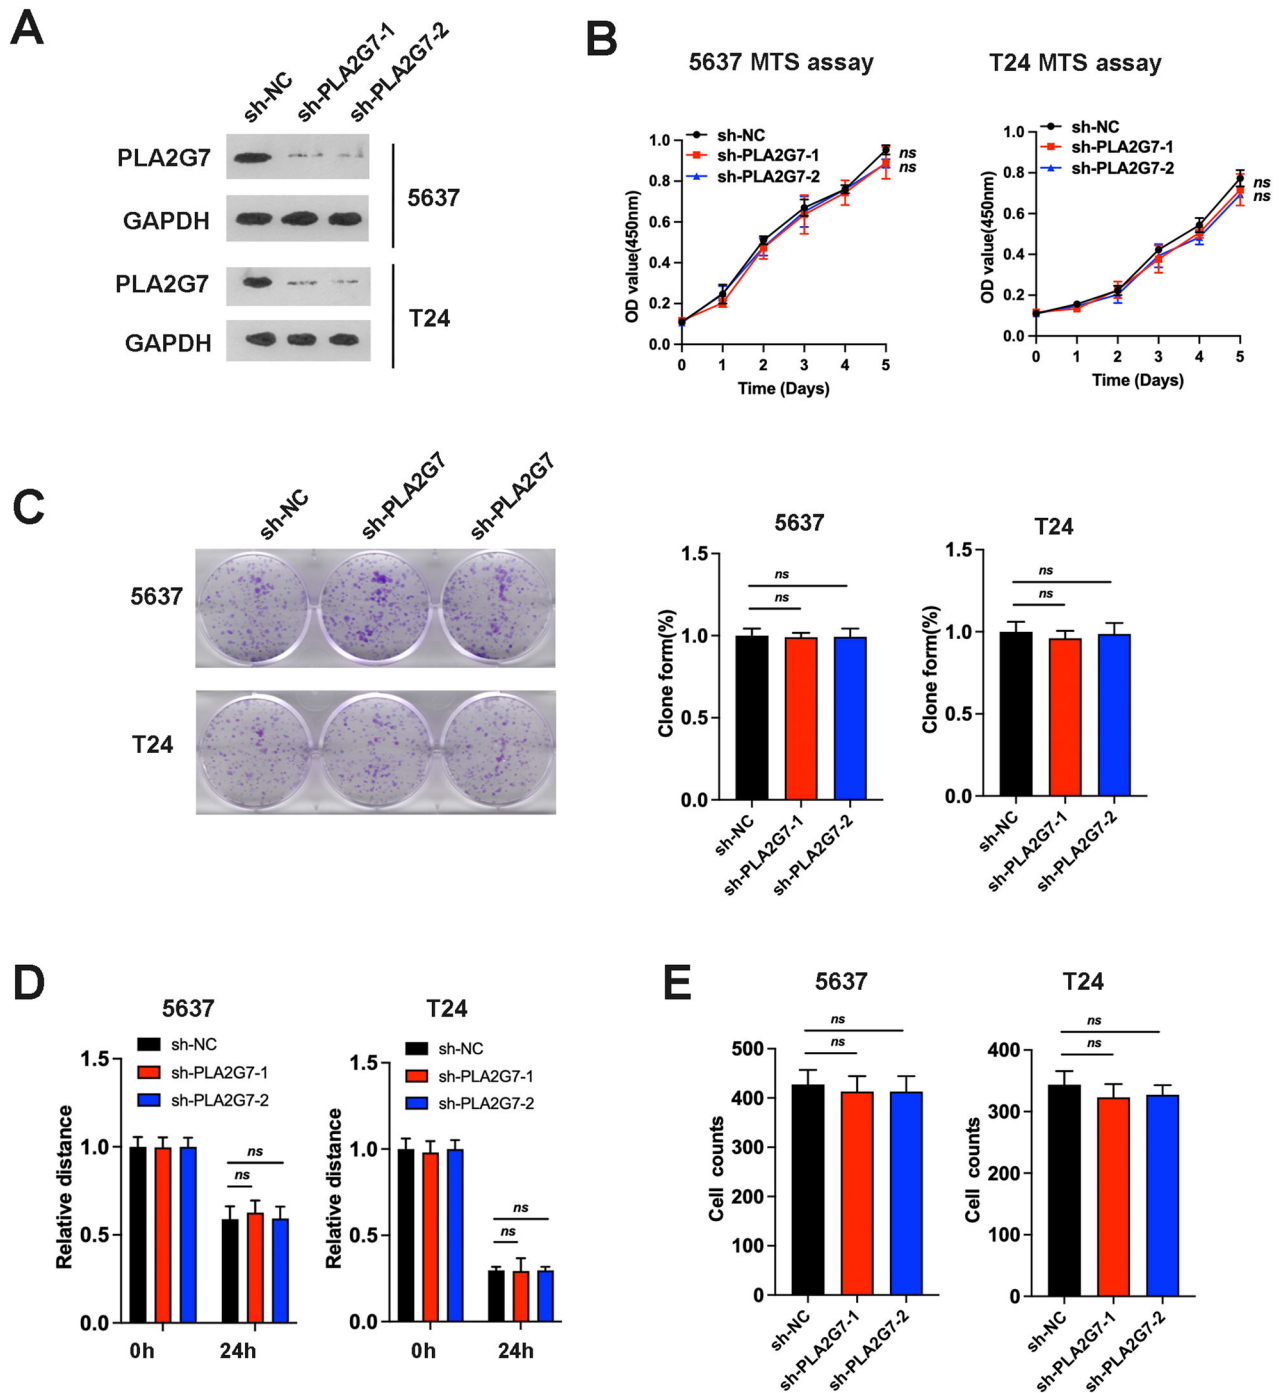 A
sh-NC
sh-PLA2G7-1
sh-PLA2G7-2
PLA2G7
GAPDH
5637
PLA2G7
GAPDH
T24
B
5637 MTS assay
sh-NC
sh-PLA2G7-1
sh-PLA2G7-2
1.0
0.8
0.6
0.4
0.2
0.0
OD value(450nm)
ns
ns
0 1 2 3 4 5
Time (Days)
T24 MTS assay
sh-NC
sh-PLA2G7-1
sh-PLA2G7-2
1.0
0.8
0.6
0.4
0.2
0.0
OD value(450nm)
ns
ns
0 1 2 3 4 5
Time (Days)
C
sh-NC
sh-PLA2G7
sh-PLA2G7
5637
T24
5637
1.5
1.0
0.5
0.0
Clone form(%)
ns
ns
sh-NC
sh-PLA2G7-1
sh-PLA2G7-2
T24
1.5
1.0
0.5
0.0
Clone form(%)
ns
ns
sh-NC
sh-PLA2G7-1
sh-PLA2G7-2
D
5637
sh-NC
sh-PLA2G7-1
sh-PLA2G7-2
1.5
1.0
0.5
0.0
Relative distance
ns
ns
0h 24h
T24
sh-NC
sh-PLA2G7-1
sh-PLA2G7-2
1.5
1.0
0.5
0.0
Relative distance
ns
ns
0h 24h
E
5637
500
400
300
200
100
0
Cell counts
ns
ns
sh-NC
sh-PLA2G7-1
sh-PLA2G7-2
T24
400
300
200
100
0
Cell counts
ns
ns
sh-NC
sh-PLA2G7-1
sh-PLA2G7-2